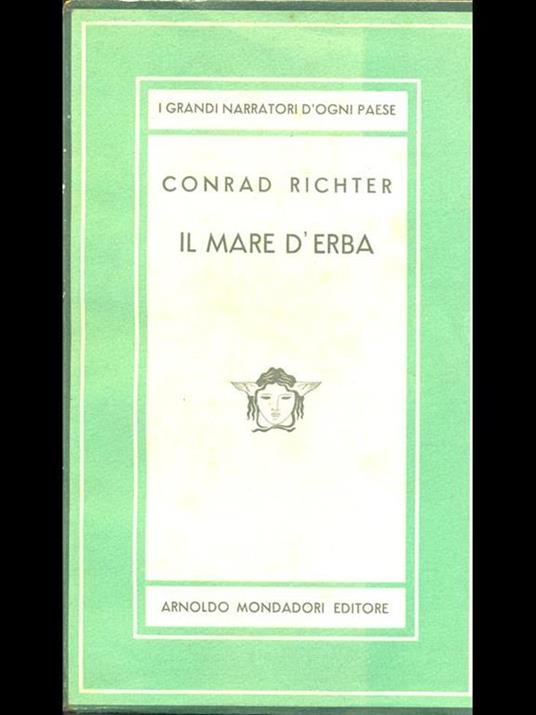 I GRANDI NARRATORI D'OGNI PAESE
CONRAD RICHTER
IL MARE D'ERBA
ARNOLDO MONDADORI EDITORE